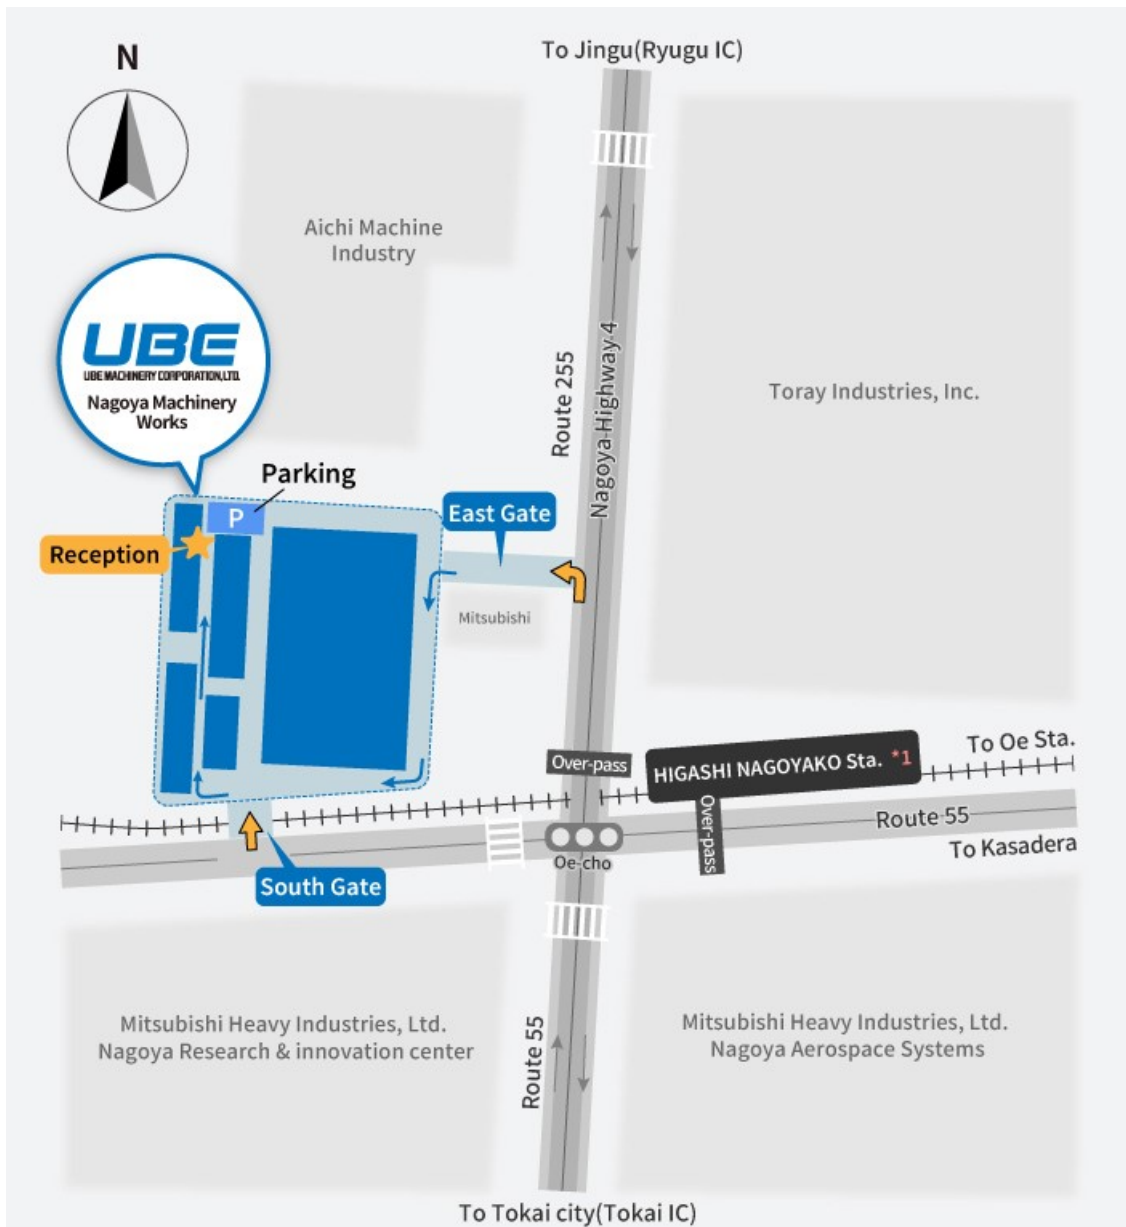 To Jingu(Ryugu IC)
N
Aichi Machine
Industry
UBE
UBE MACHINERY CORPORATION,LTD.
Nagoya Machinery
Works
Route 255
Nagoya Highway 4
Toray Industries, Inc.
Parking
P
East Gate
Reception
Mitsubishi
Over-pass
HIGASHI NAGOYAKO Sta. *1
To Oe Sta.
Over-pass
Route 55
To Kasadera
Oe-cho
South Gate
Mitsubishi Heavy Industries, Ltd.
Nagoya Research & innovation center
Route 55
Mitsubishi Heavy Industries, Ltd.
Nagoya Aerospace Systems
To Tokai city(Tokai IC)